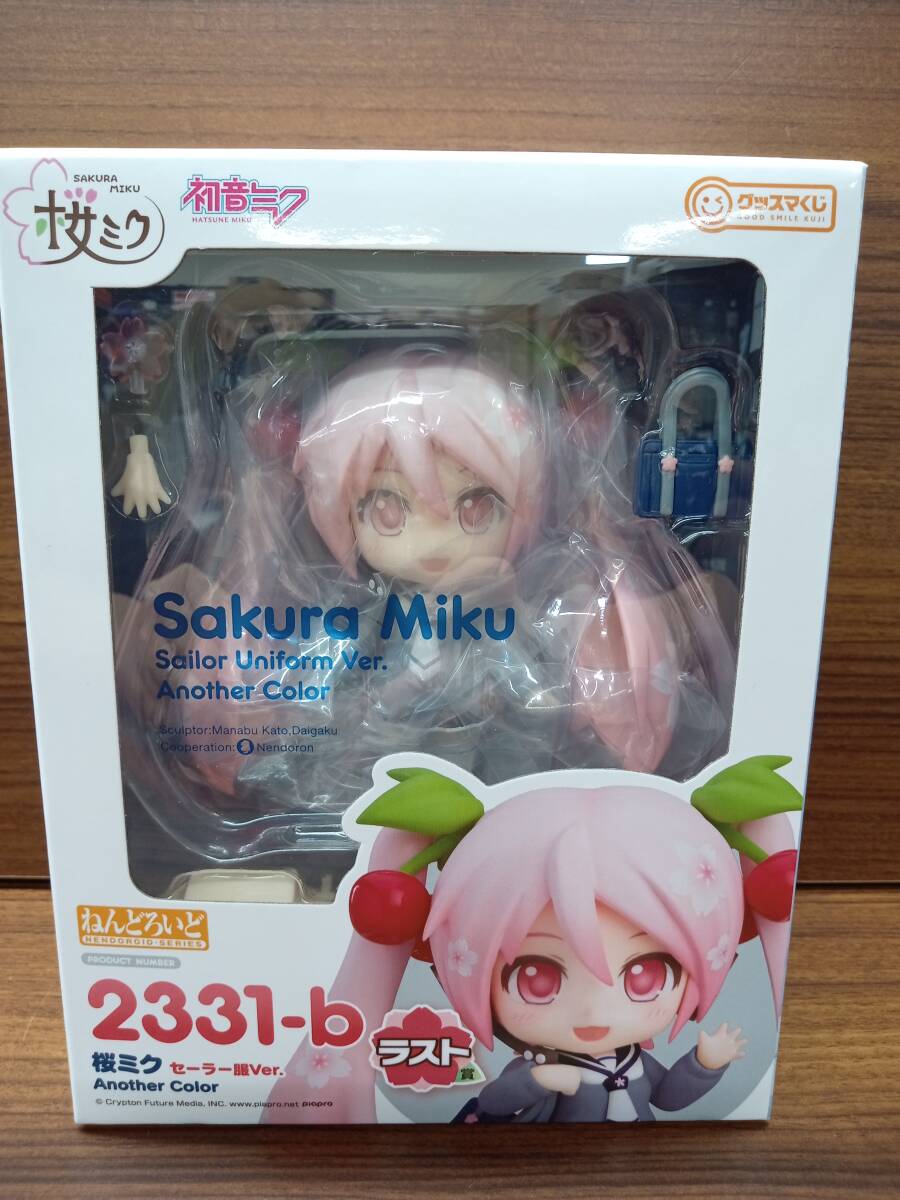 SAKURA
MIKU
桜ミク
初音ミク
HATSUNE MIKU
グッスマくじ
GOOD SMILE KUJI
Sakura Miku
Sailor Uniform Ver.
Another Color
Sculptor:Manabu Kato,Daigaku
Cooperation: Nendoron
ねんどろいど
NENDOROID-SERIES
PRODUCT NUMBER
2331-b
ラスト
賞
桜ミク セーラー服Ver.
Another Color
© Crypton Future Media, INC. www.piapro.net piapro